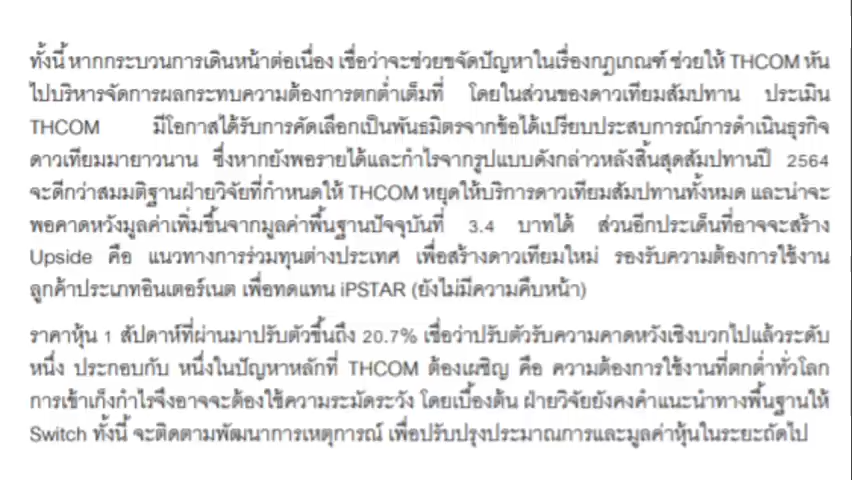 ทั้งนี้ หากกระบวนการเดินหน้าต่อเนื่อง เชื่อว่าจะช่วยขจัดปัญหาในเรื่องกฎเกณฑ์ ช่วยให้ THCOM หัน
ไปบริหารจัดการผลกระทบความต้องการตกต่ำเต็มที่ โดยในส่วนของดาวเทียมสัมปทาน ประเมิน
THCOM มีโอกาสได้รับการคัดเลือกเป็นพันธมิตรจากข้อได้เปรียบประสบการณ์การดำเนินธุรกิจ
ดาวเทียมมายาวนาน ซึ่งหากยังพอรายได้และกำไรจากรูปแบบดังกล่าวหลังสิ้นสุดสัมปทานปี 2564
จะดีกว่าสมมติฐานฝ่ายวิจัยที่กำหนดให้ THCOM หยุดให้บริการดาวเทียมสัมปทานทั้งหมด และน่าจะ
พอคาดหวังมูลค่าเพิ่มขึ้นจากมูลค่าพื้นฐานปัจจุบันที่ 3.4 บาทได้ ส่วนอีกประเด็นที่อาจจะสร้าง
Upside คือ แนวทางการร่วมทุนต่างประเทศ เพื่อสร้างดาวเทียมใหม่ รองรับความต้องการใช้งาน
ลูกค้าประเภทอินเตอร์เนต เพื่อทดแทน iPSTAR (ยังไม่มีความคืบหน้า)
ราคาหุ้น 1 สัปดาห์ที่ผ่านมาปรับตัวขึ้นถึง 20.7% เชื่อว่าปรับตัวรับความคาดหวังเชิงบวกไปแล้วระดับ
หนึ่ง ประกอบกับ หนึ่งในปัญหาหลักที่ THCOM ต้องเผชิญ คือ ความต้องการใช้งานที่ตกต่ำทั่วโลก
การเข้าเก็งกำไรจึงอาจจะต้องใช้ความระมัดระวัง โดยเบื้องต้น ฝ่ายวิจัยยังคงคำแนะนำทางพื้นฐานให้
Switch ทั้งนี้ จะติดตามพัฒนาการเหตุการณ์ เพื่อปรับปรุงประมาณการและมูลค่าหุ้นในระยะถัดไป